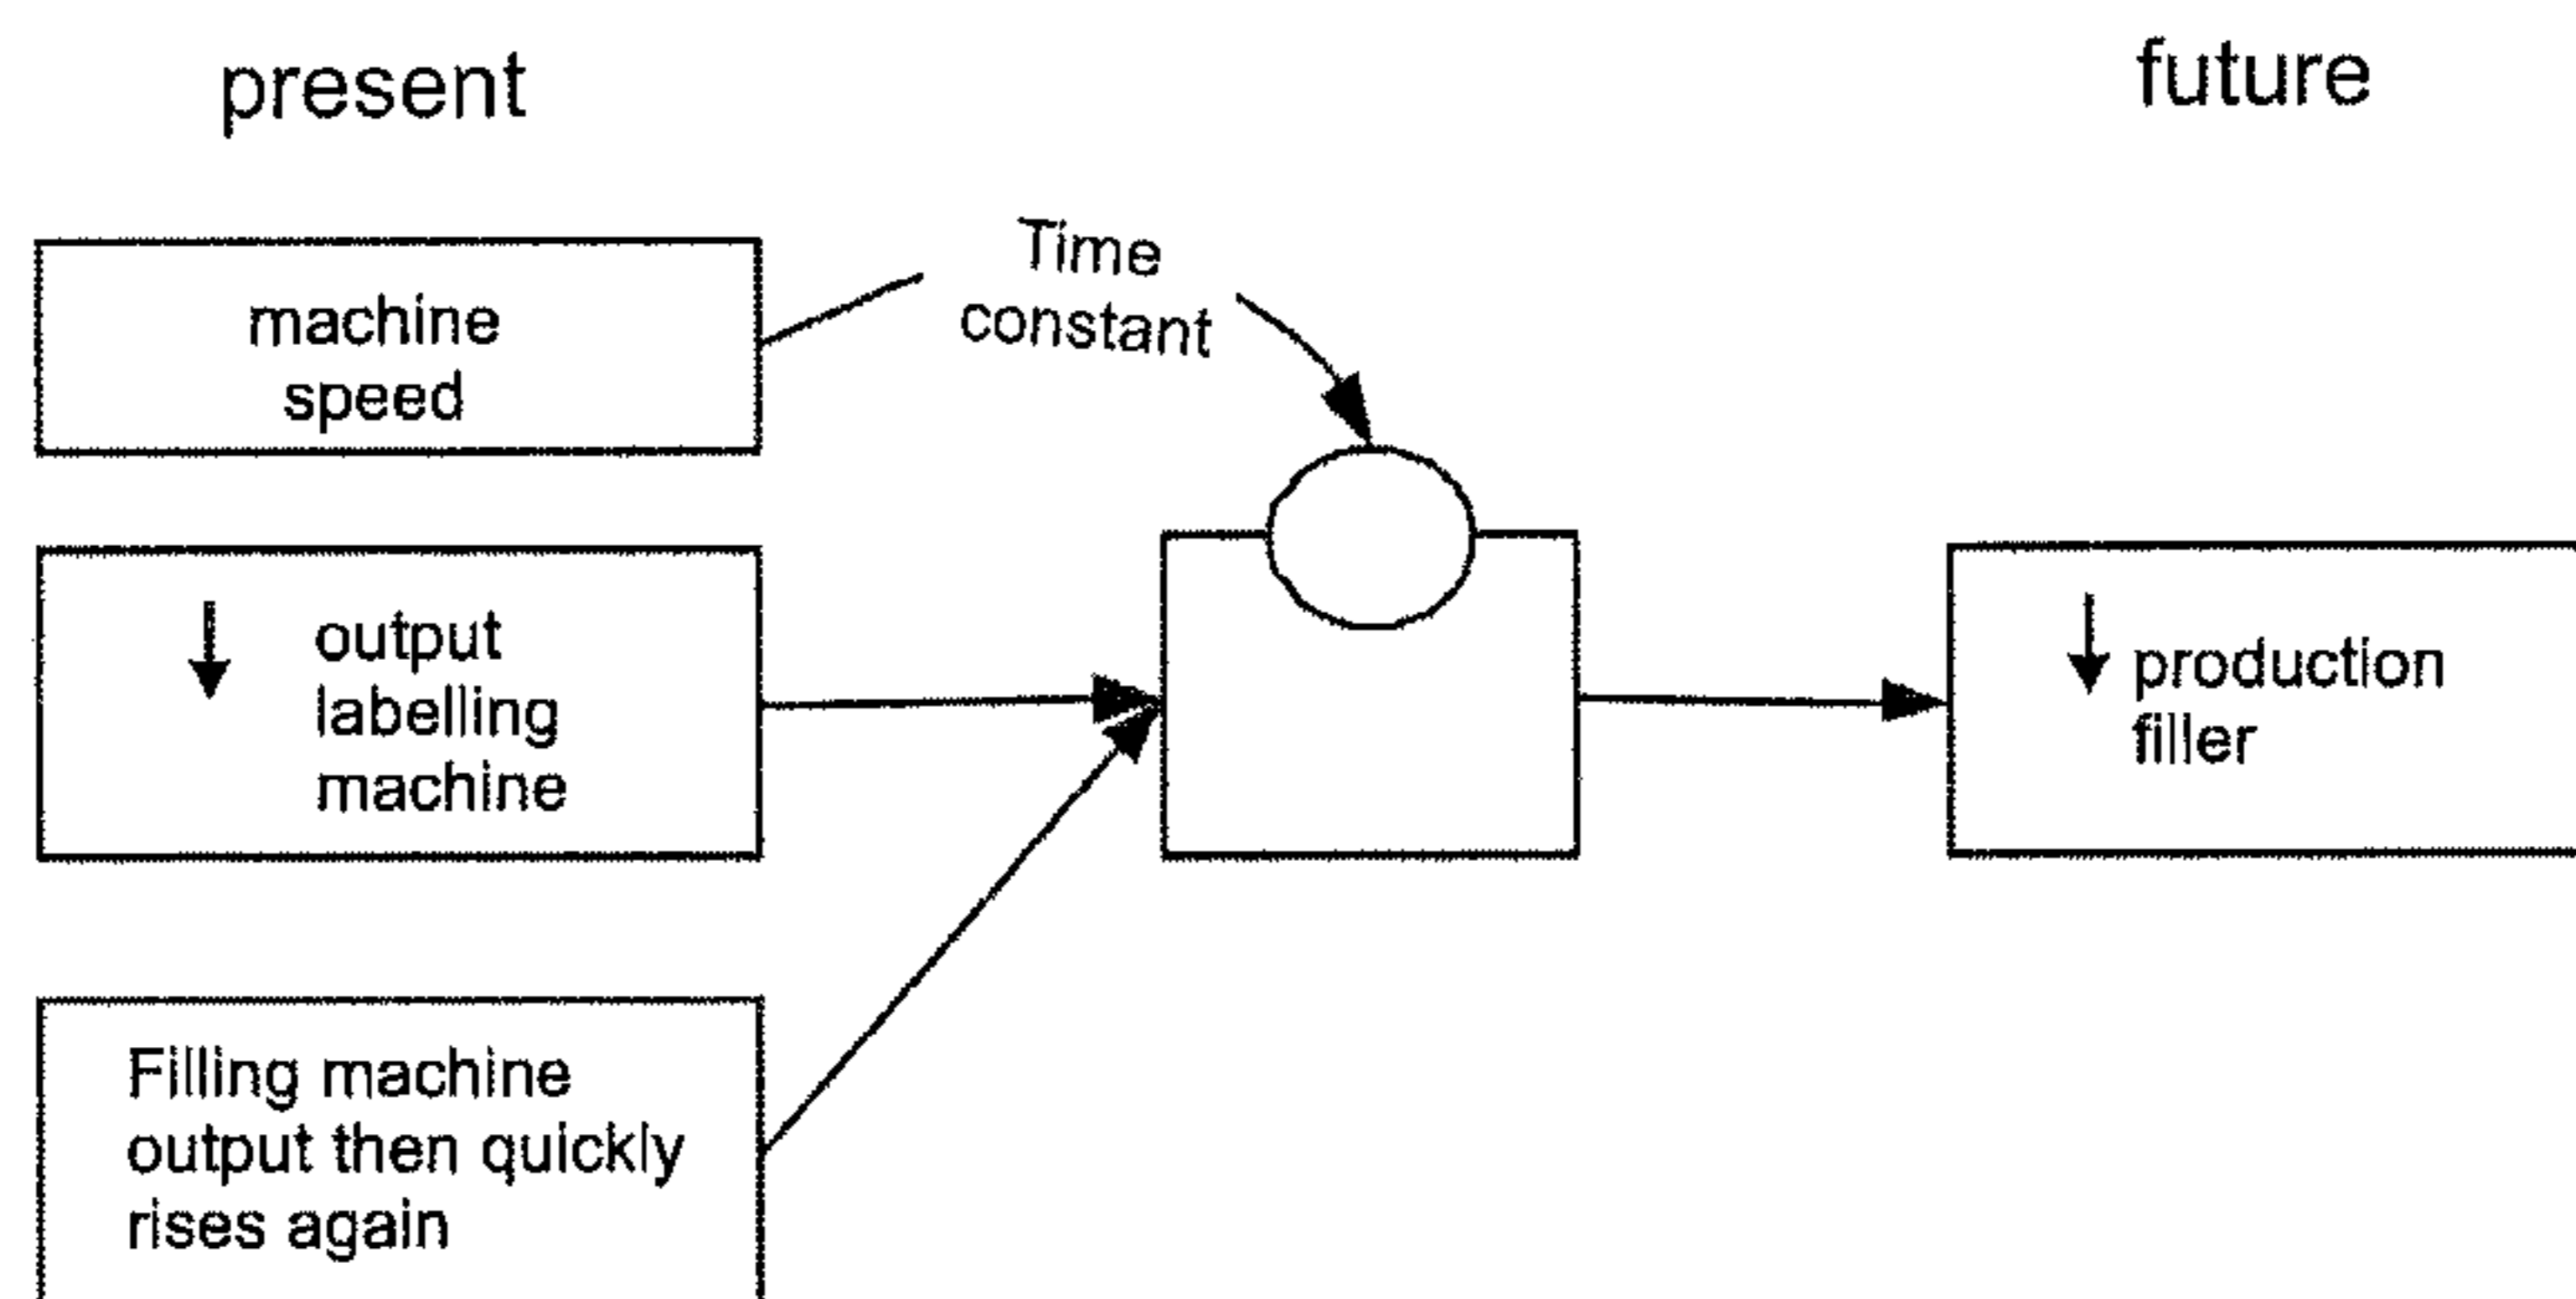 present
future
machine
speed
Time
constant
output
labelling
machine
production
filler
Filling machine
output then quickly
rises again